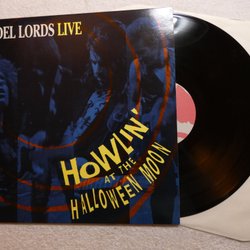 DEL LORDS LIVE
HOWLIN'
AT THE
HALLOWEEN MOON